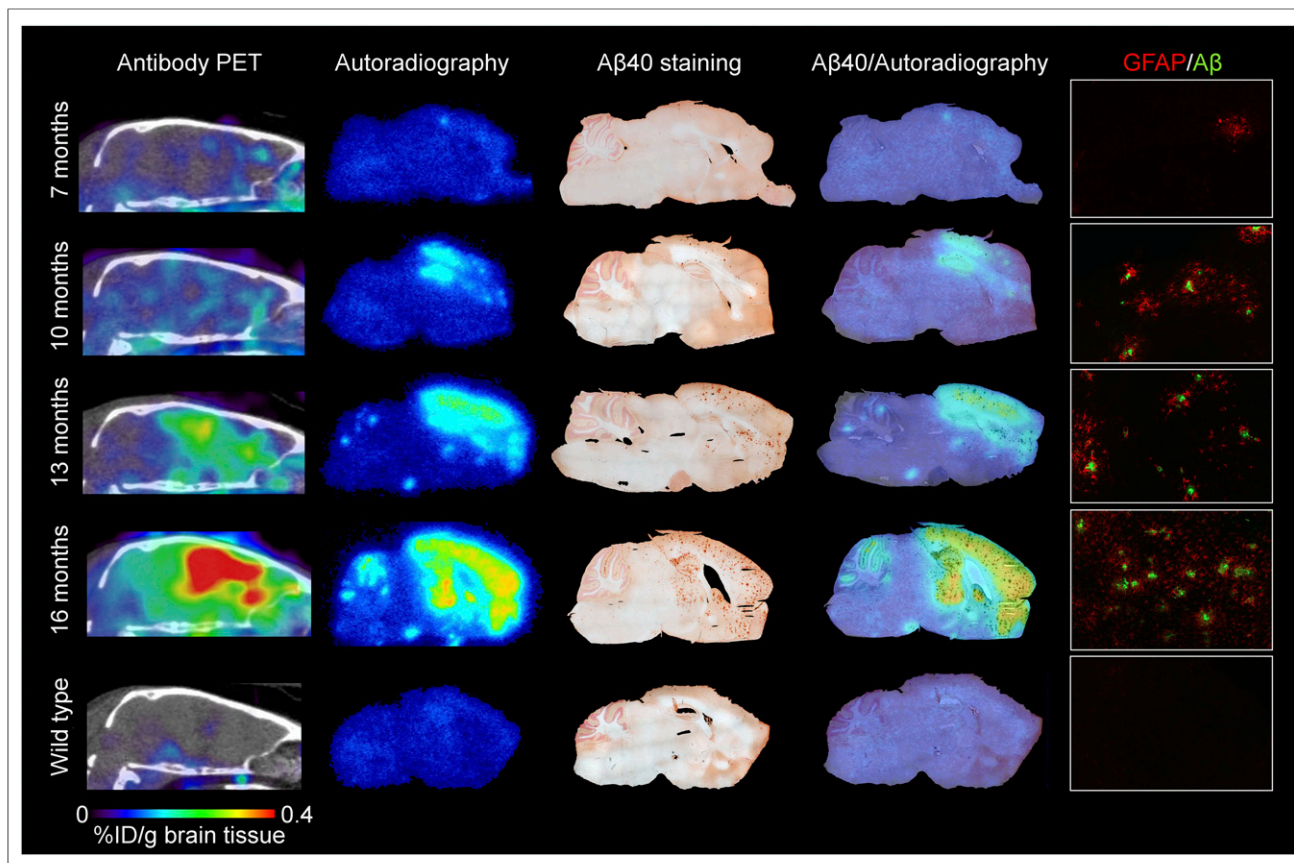 Antibody PET
Autoradiography
Aβ40 staining
Aβ40/Autoradiography
GFAP/Aβ
7 months
10 months
13 months
16 months
Wild type
0
0.4
%ID/g brain tissue